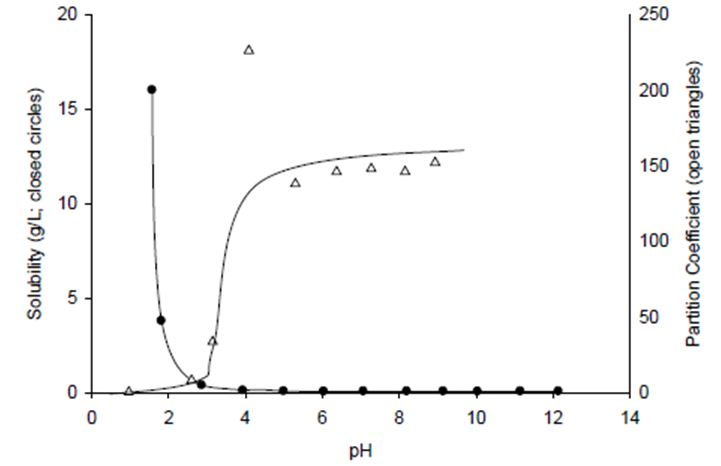 20
15
10
5
0
Solubility (g/L; closed circles)
250
200
150
100
50
0
Partition Coefficient (open triangles)
0 2 4 6 8 10 12 14
pH